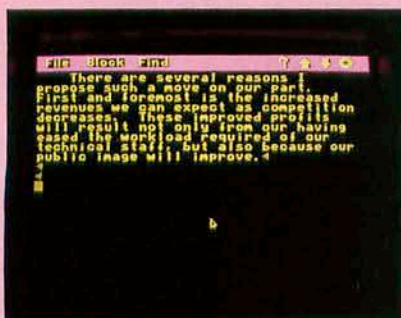 File Block Find ?
There are several reasons I
propose such a move on our part.
First and foremost is the increased
revenue we can expect as competition
decreases. These improved profits
will result not only from our having
eased the workload required of our
technical staff, but also because our
public image will improve.